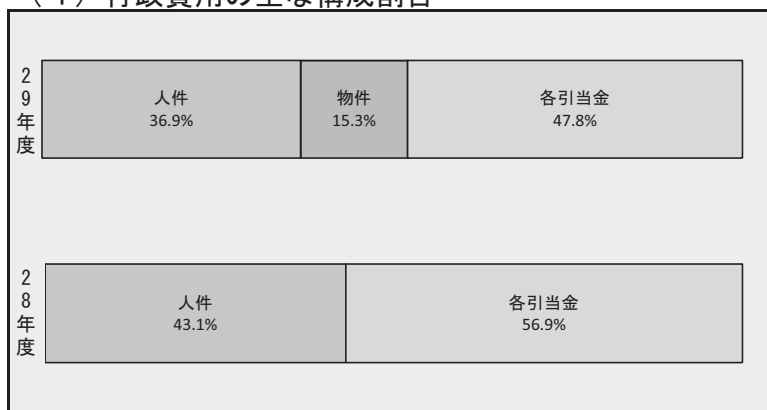 行政費用の主な構成割合
29年度
人件
36.9%
物件
15.3%
各引当金
47.8%
28年度
人件
43.1%
各引当金
56.9%